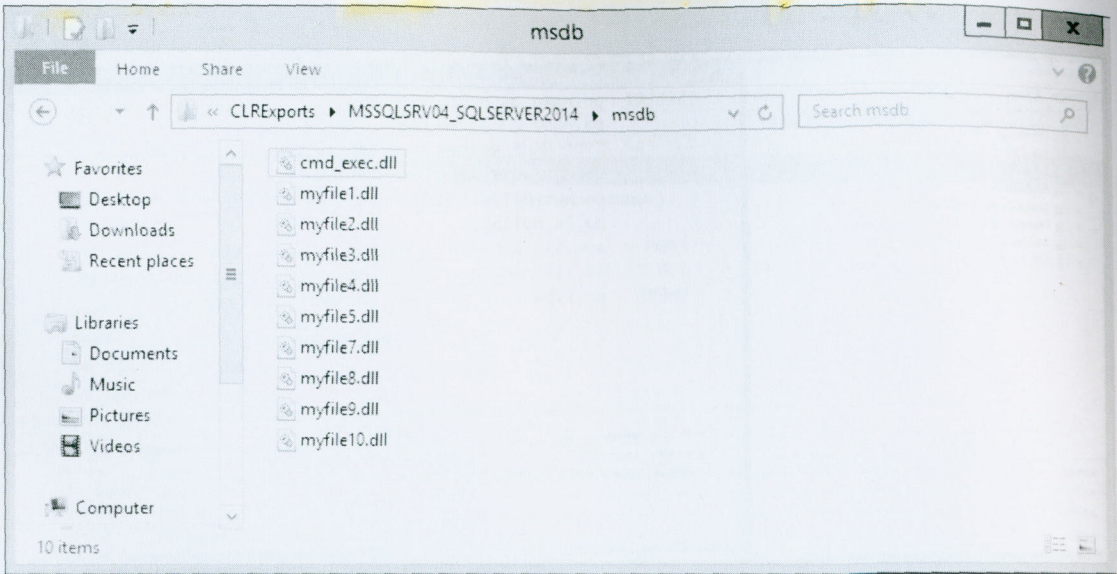 msdb
File Home Share View
« CLRExports ▸ MSSQLSRV04_SQLSERVER2014 ▸ msdb
Search msdb
Favorites
Desktop
Downloads
Recent places
Libraries
Documents
Music
Pictures
Videos
Computer
cmd_exec.dll
myfile1.dll
myfile2.dll
myfile3.dll
myfile4.dll
myfile5.dll
myfile7.dll
myfile8.dll
myfile9.dll
myfile10.dll
10 items